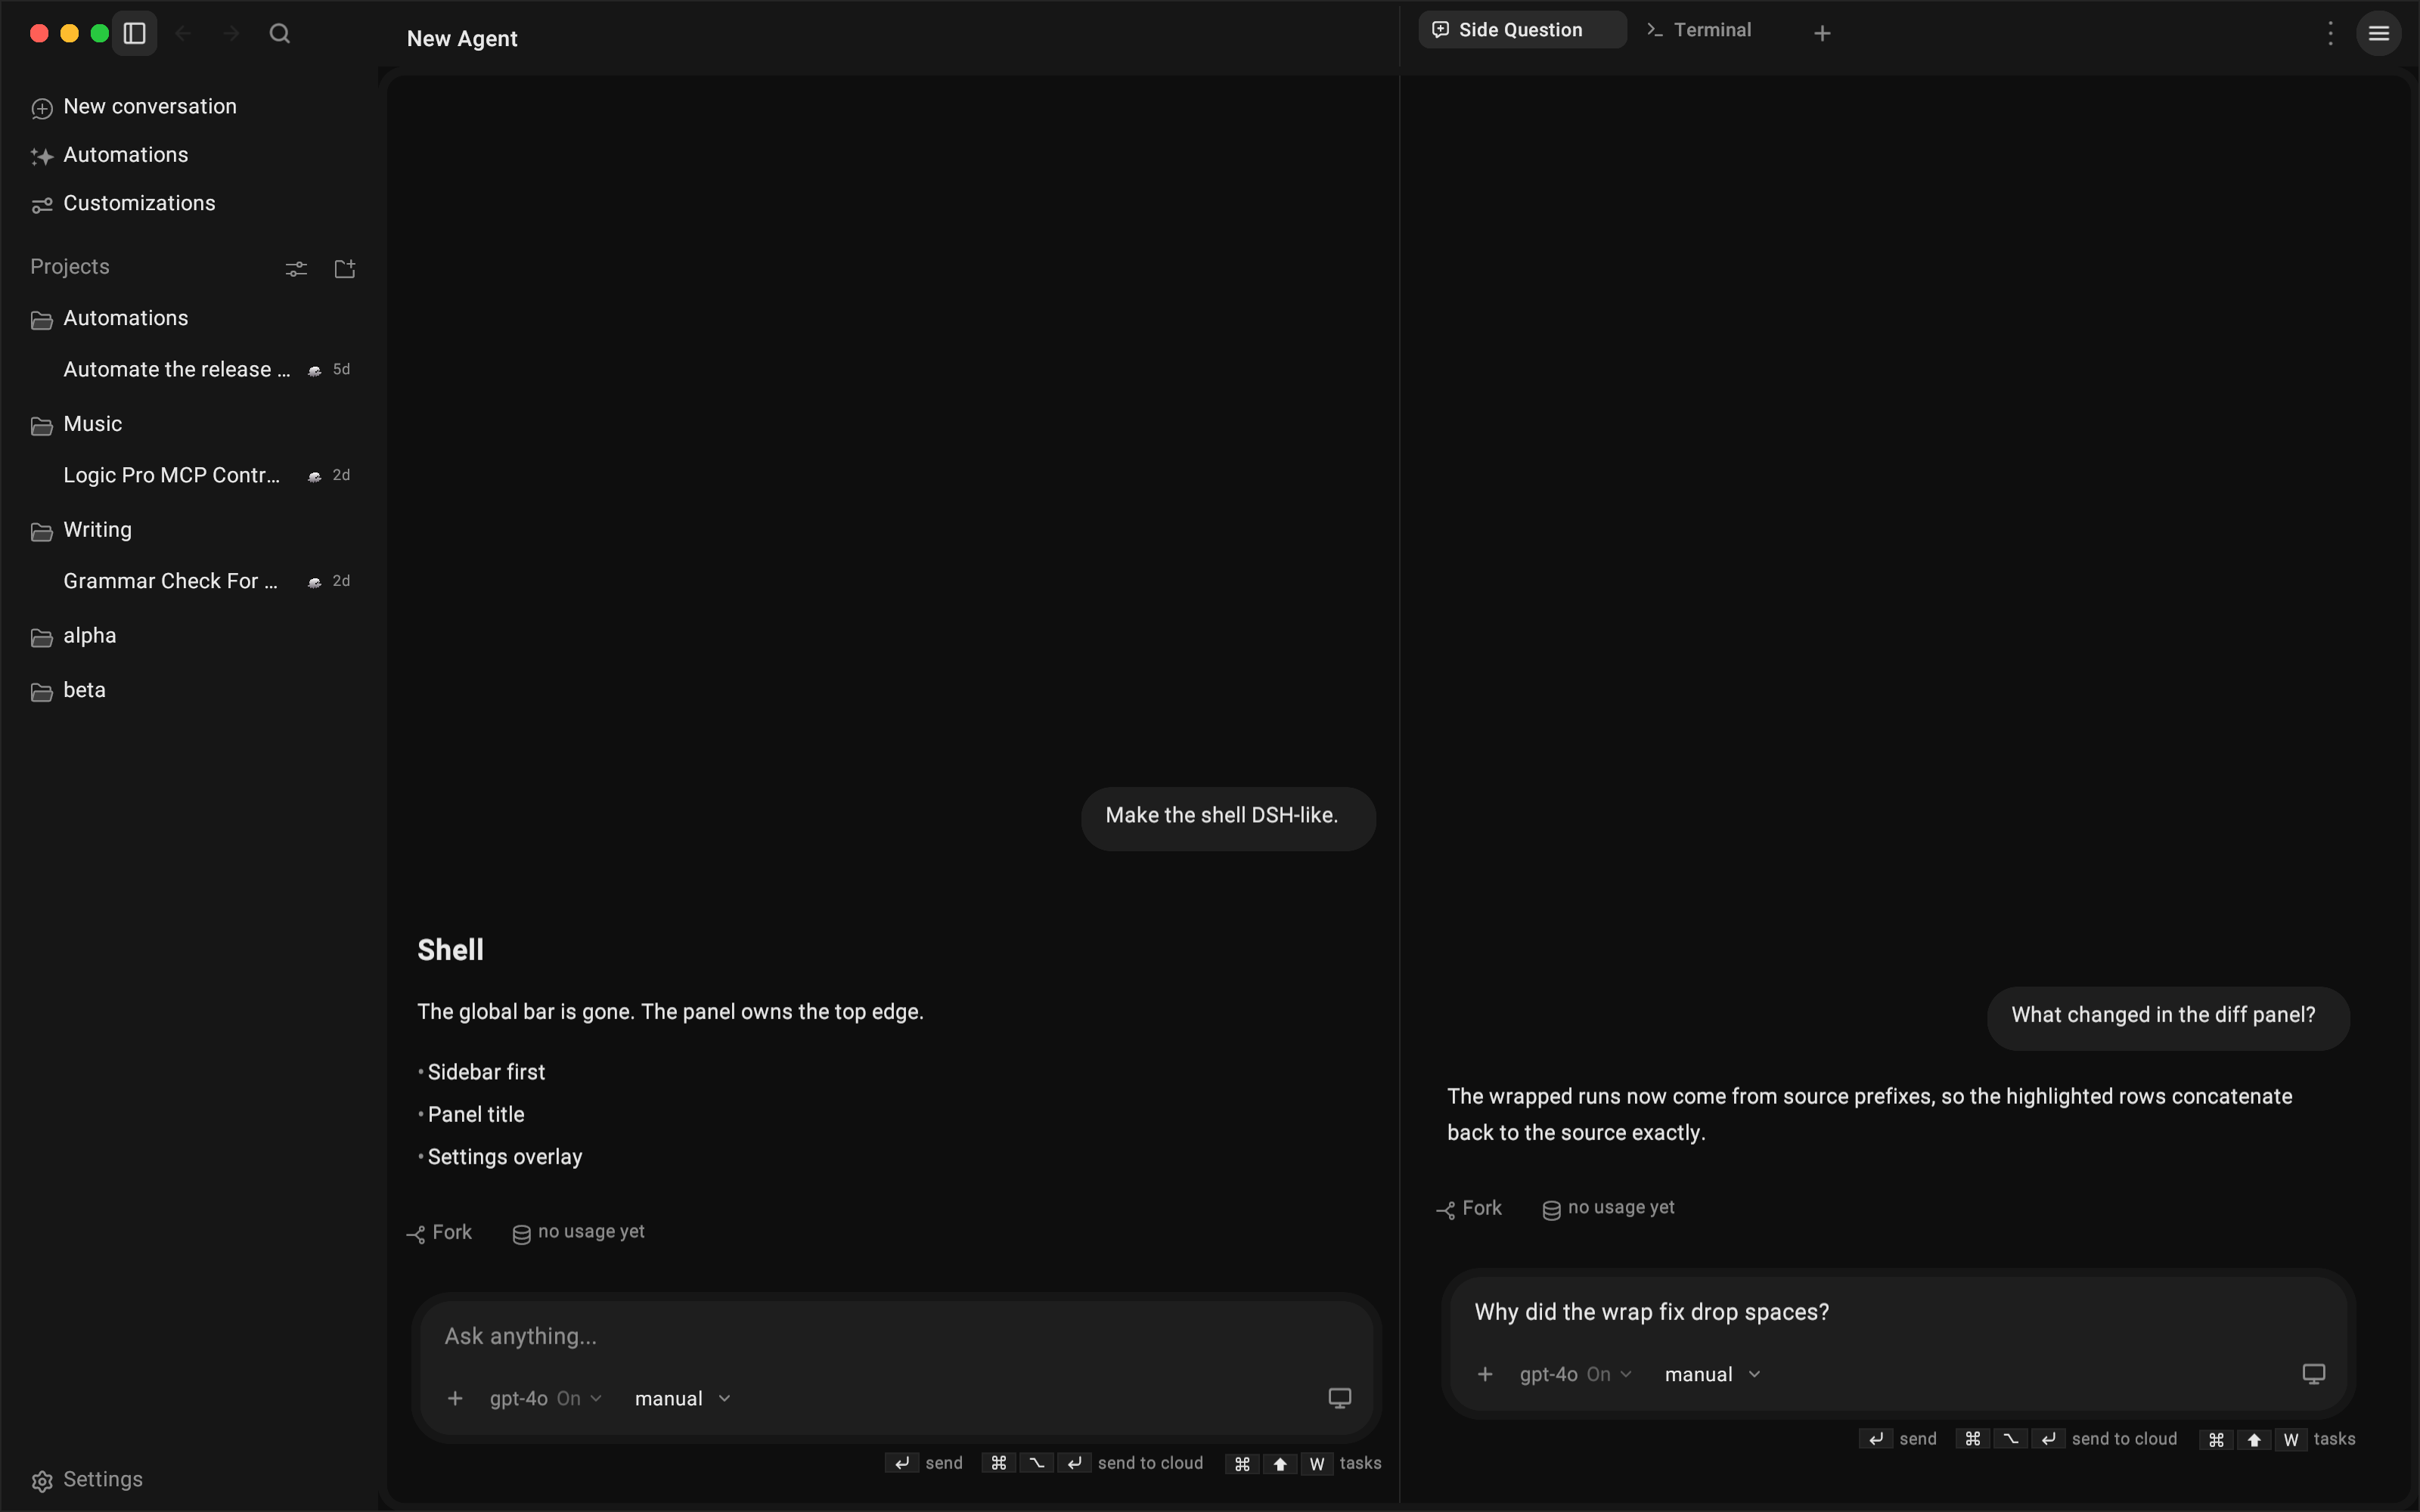 New Agent
Side Question
Terminal
New conversation
Automations
Customizations
Projects
Automations
Automate the release ... 5d
Music
Logic Pro MCP Contr... 2d
Writing
Grammar Check For ... 2d
alpha
beta
Settings
Make the shell DSH-like.
Shell
The global bar is gone. The panel owns the top edge.
• Sidebar first
• Panel title
• Settings overlay
Fork no usage yet
Ask anything...
+ gpt-4o On manual
send send to cloud W tasks
What changed in the diff panel?
The wrapped runs now come from source prefixes, so the highlighted rows concatenate
back to the source exactly.
Fork no usage yet
Why did the wrap fix drop spaces?
+ gpt-4o On manual
send send to cloud W tasks